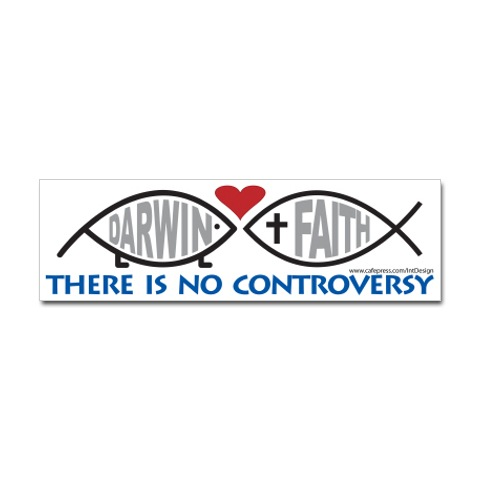 DARWIN FAITH
www.cafepress.com/IntDesign
THERE IS NO CONTROVERSY